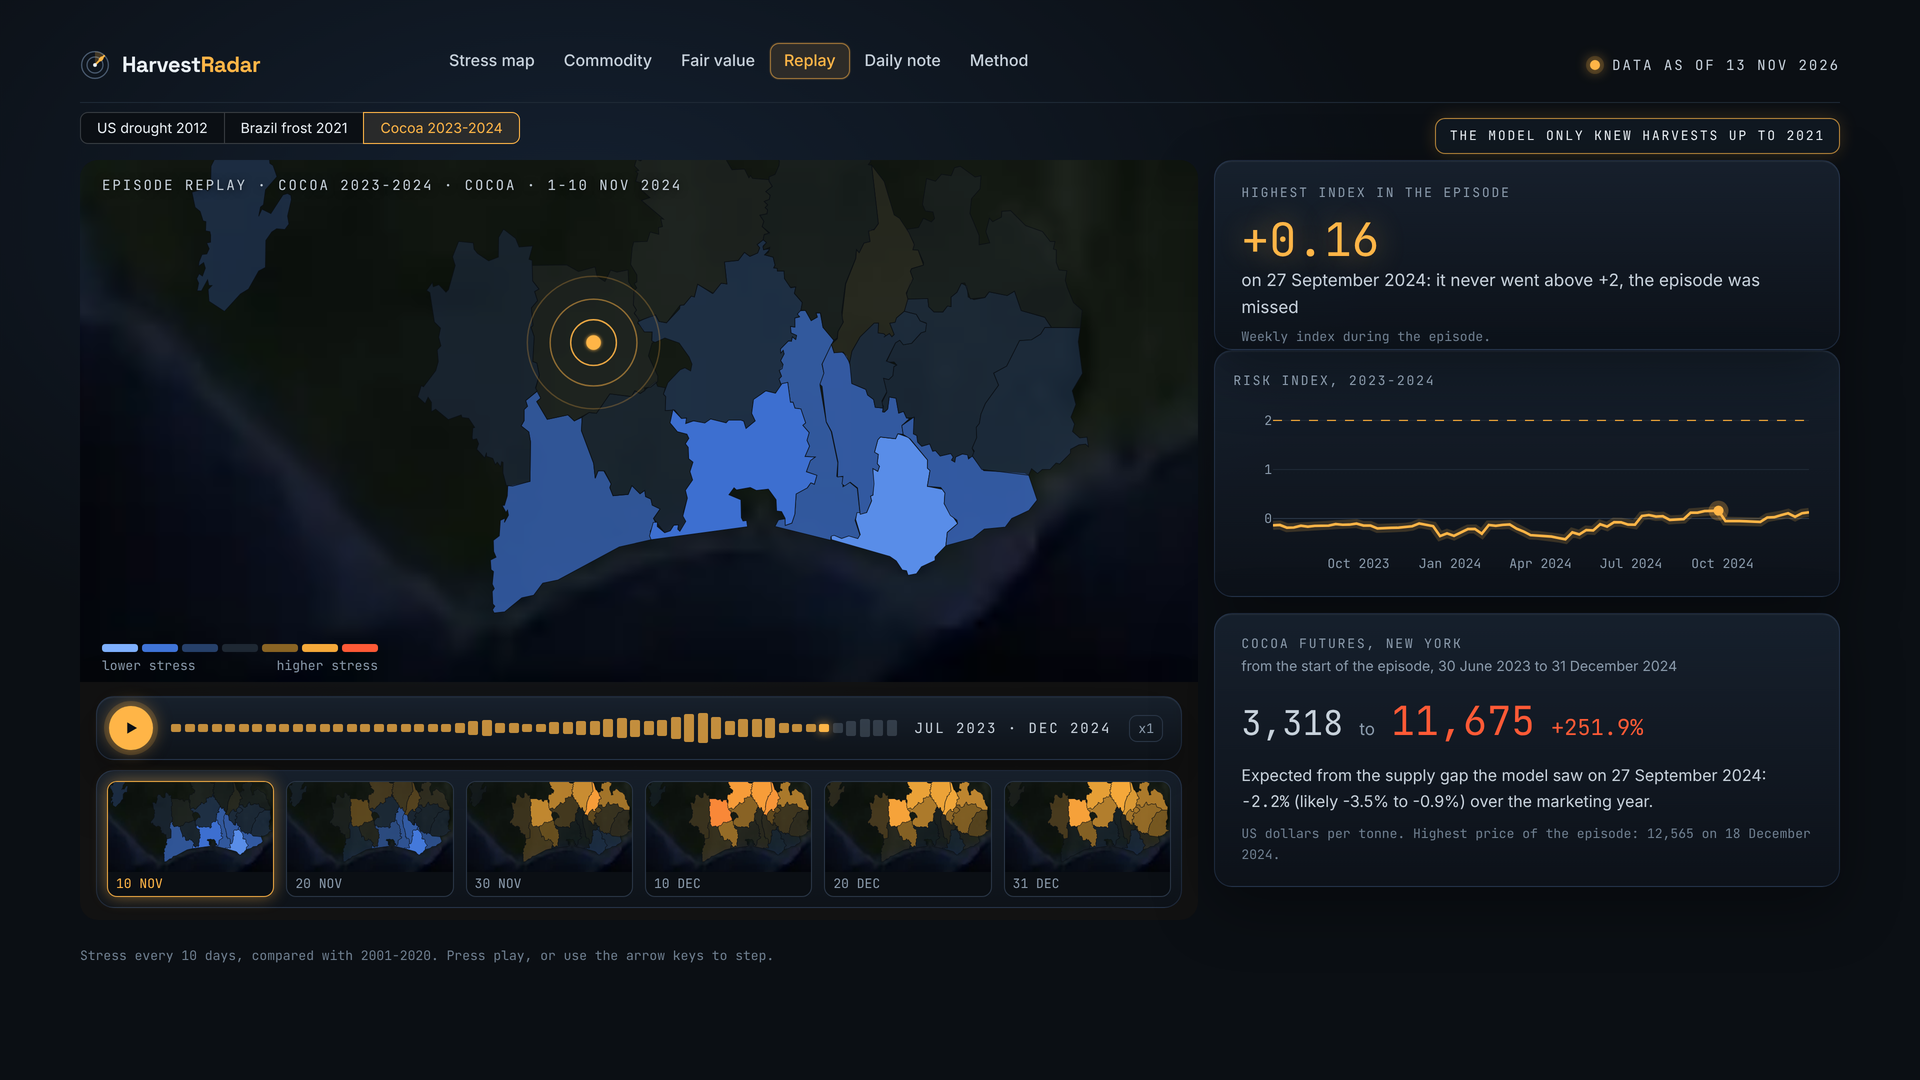 HarvestRadar
Stress map
Commodity
Fair value
Replay
Daily note
Method
DATA AS OF 13 NOV 2026
US drought 2012
Brazil frost 2021
Cocoa 2023-2024
THE MODEL ONLY KNEW HARVESTS UP TO 2021
EPISODE REPLAY · COCOA 2023-2024 · COCOA · 1-10 NOV 2024
lower stress
higher stress
JUL 2023 · DEC 2024
x1
10 NOV
20 NOV
30 NOV
10 DEC
20 DEC
31 DEC
Stress every 10 days, compared with 2001-2020. Press play, or use the arrow keys to step.
HIGHEST INDEX IN THE EPISODE
+0.16
on 27 September 2024: it never went above +2, the episode was
missed
Weekly index during the episode.
RISK INDEX, 2023-2024
2
1
0
Oct 2023
Jan 2024
Apr 2024
Jul 2024
Oct 2024
COCOA FUTURES, NEW YORK
from the start of the episode, 30 June 2023 to 31 December 2024
3,318 to 11,675 +251.9%
Expected from the supply gap the model saw on 27 September 2024:
-2.2% (likely -3.5% to -0.9%) over the marketing year.
US dollars per tonne. Highest price of the episode: 12,565 on 18 December
2024.